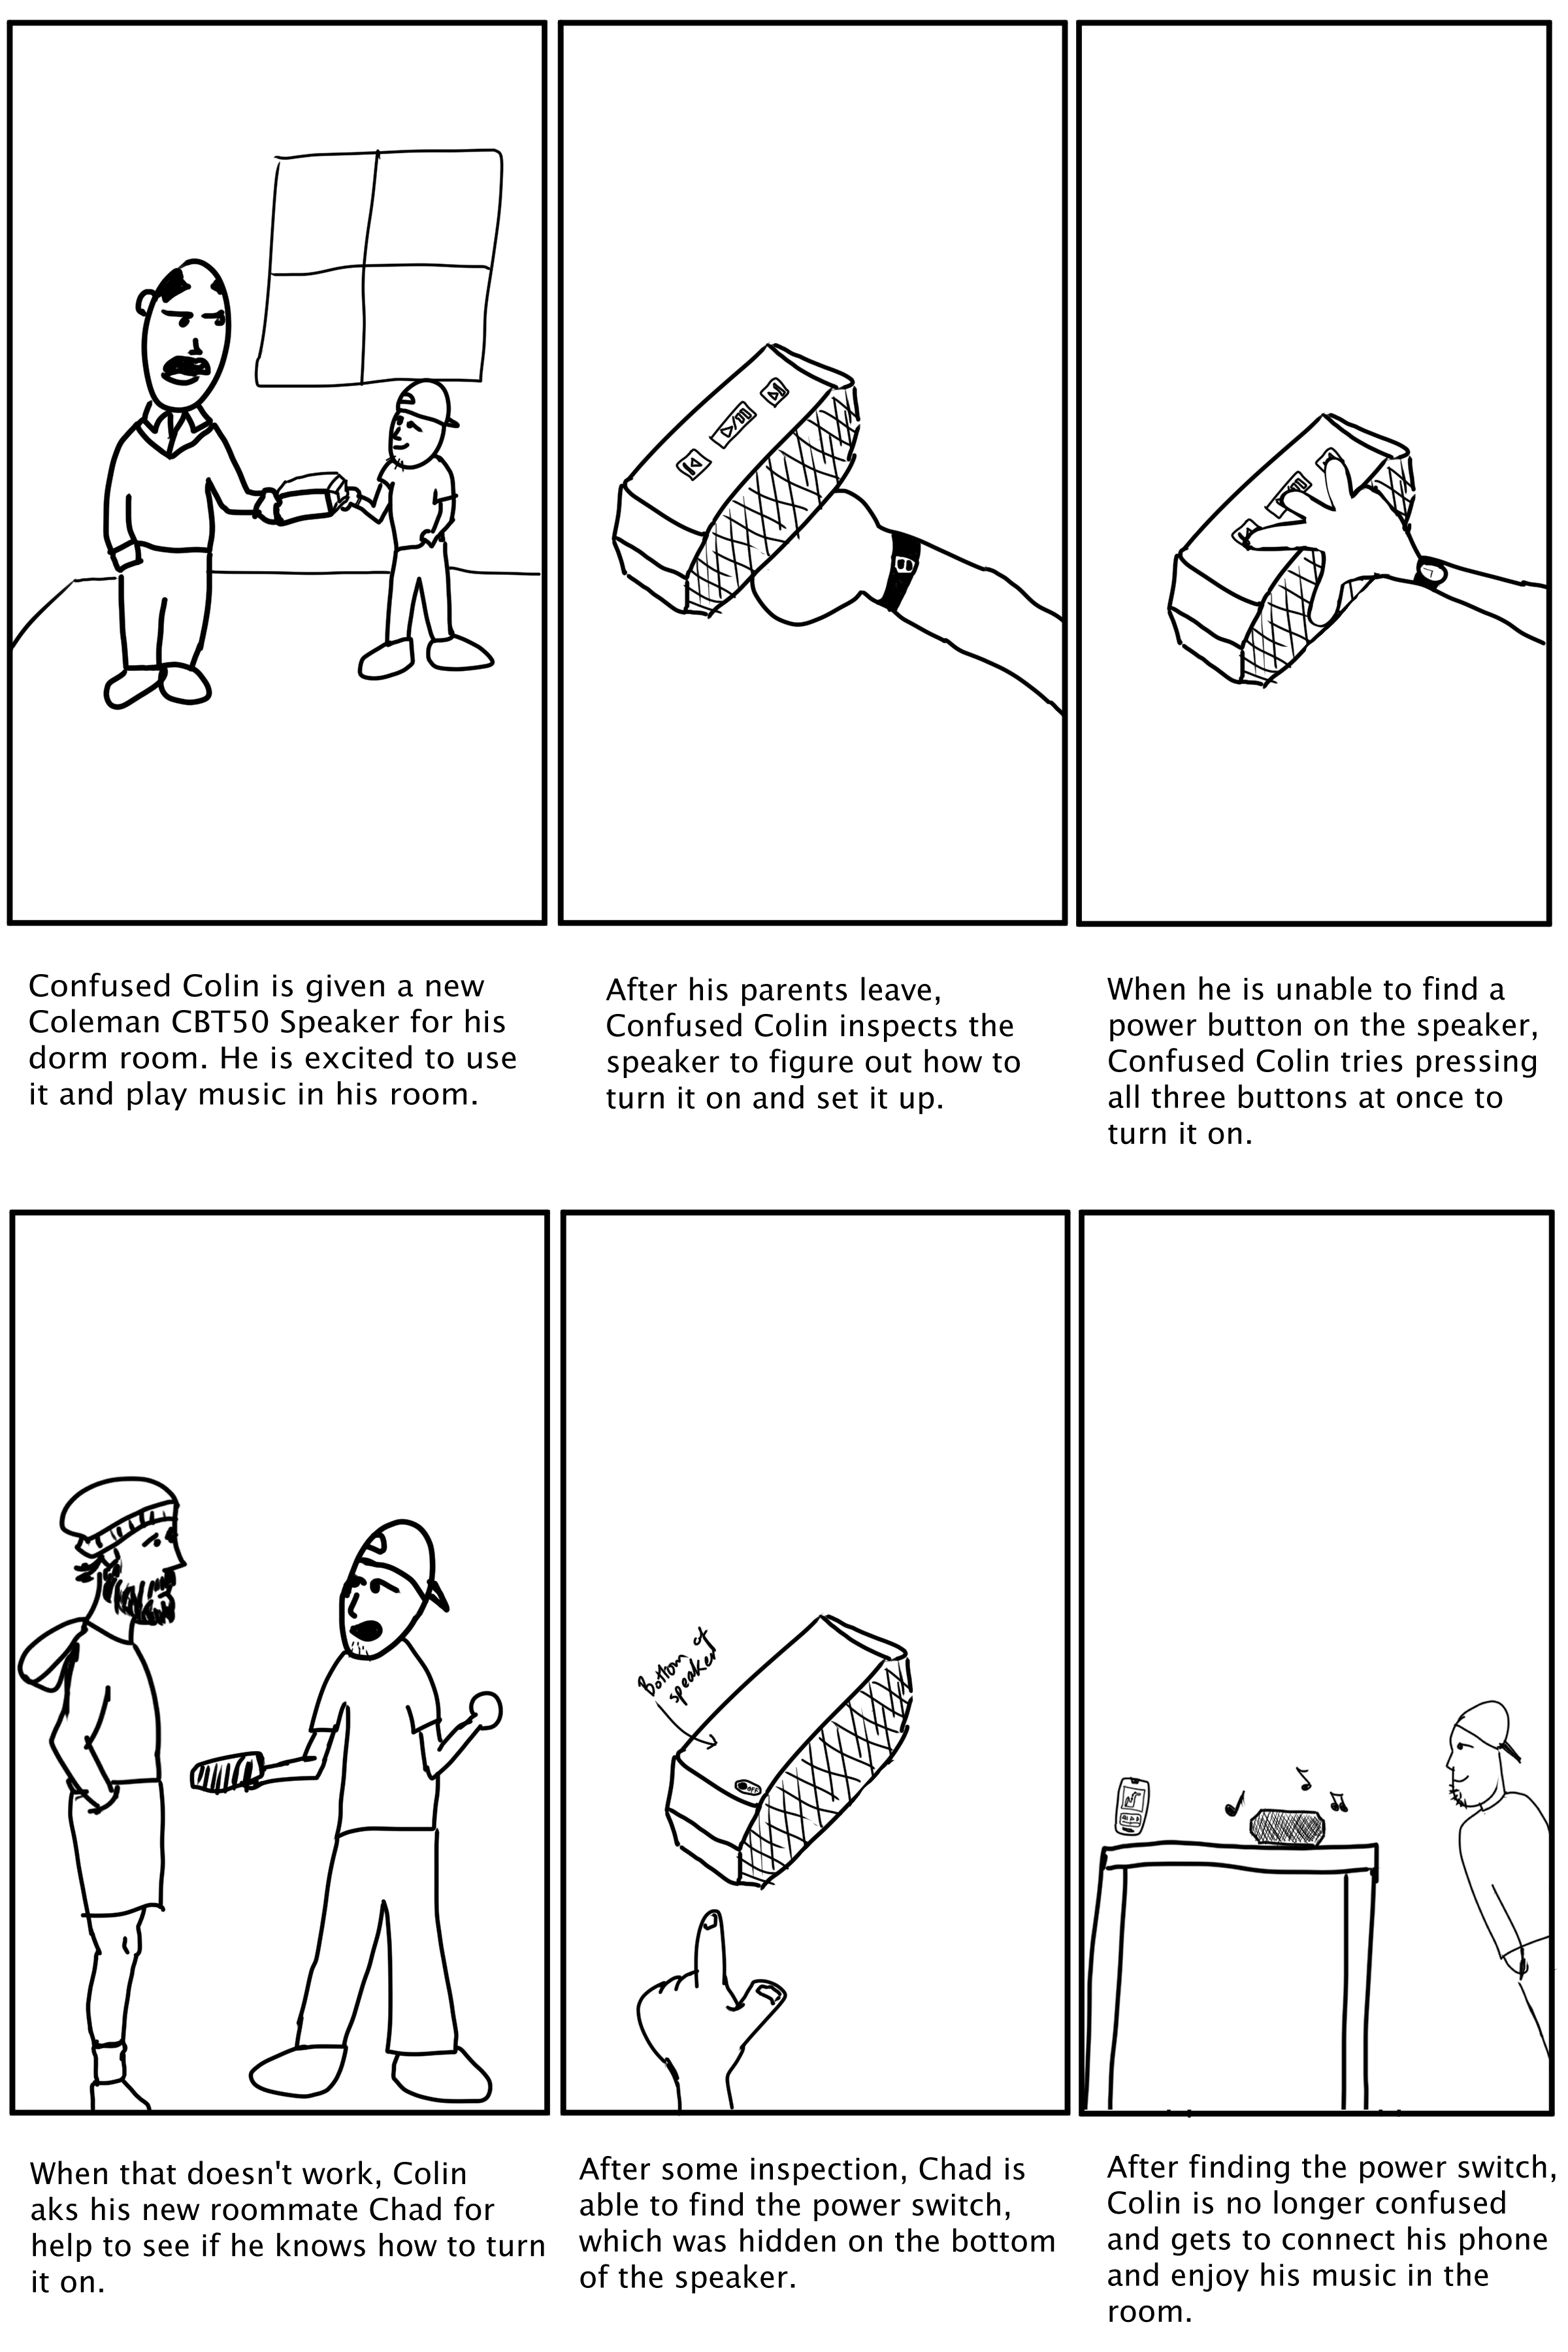 Confused Colin is given a new
Coleman CBT50 Speaker for his
dorm room. He is excited to use
it and play music in his room.
After his parents leave,
Confused Colin inspects the
speaker to figure out how to
turn it on and set it up.
When he is unable to find a
power button on the speaker,
Confused Colin tries pressing
all three buttons at once to
turn it on.
Bottom of
speaker
OFF
When that doesn't work, Colin
aks his new roommate Chad for
help to see if he knows how to turn
it on.
After some inspection, Chad is
able to find the power switch,
which was hidden on the bottom
of the speaker.
After finding the power switch,
Colin is no longer confused
and gets to connect his phone
and enjoy his music in the
room.